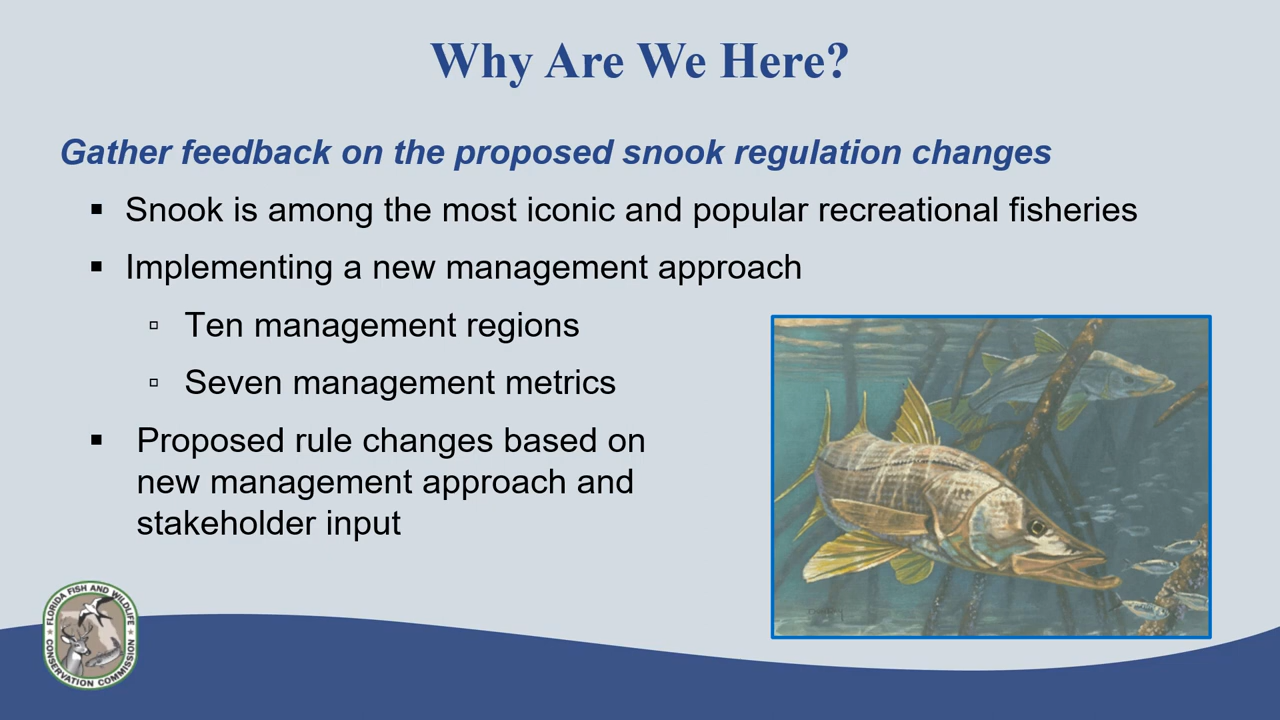 Why Are We Here?
Gather feedback on the proposed snook regulation changes
▪ Snook is among the most iconic and popular recreational fisheries
▪ Implementing a new management approach
▫ Ten management regions
▫ Seven management metrics
▪ Proposed rule changes based on
new management approach and
stakeholder input
FLORIDA FISH AND WILDLIFE
CONSERVATION COMMISSION